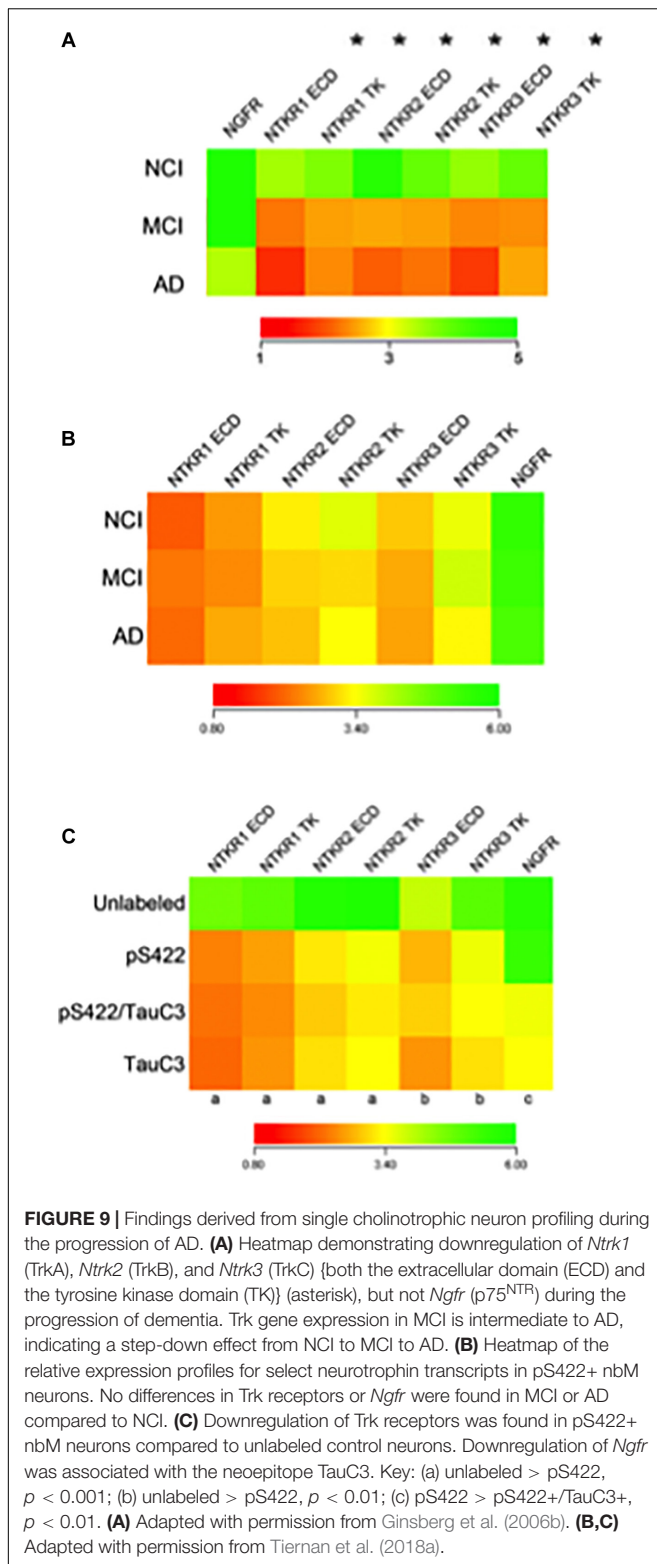 A
NGFR
NTKR1 ECD
NTKR1 TK
NTKR2 ECD
NTKR2 TK
NTKR3 ECD
NTKR3 TK
NCI
MCI
AD
1 3 5
B
NTKR1 ECD
NTKR1 TK
NTKR2 ECD
NTKR2 TK
NTKR3 ECD
NTKR3 TK
NGFR
NCI
MCI
AD
0.80 3.40 6.00
C
NTKR1 ECD
NTKR1 TK
NTKR2 ECD
NTKR2 TK
NTKR3 ECD
NTKR3 TK
NGFR
Unlabeled
pS422
pS422/TauC3
TauC3
a a a a b b c
0.80 3.40 6.00
FIGURE 9 | Findings derived from single cholinotrophic neuron profiling during
the progression of AD. (A) Heatmap demonstrating downregulation of Ntrk1
(TrkA), Ntrk2 (TrkB), and Ntrk3 (TrkC) {both the extracellular domain (ECD) and
the tyrosine kinase domain (TK)} (asterisk), but not Ngfr (p75NTR) during the
progression of dementia. Trk gene expression in MCI is intermediate to AD,
indicating a step-down effect from NCI to MCI to AD. (B) Heatmap of the
relative expression profiles for select neurotrophin transcripts in pS422+ nbM
neurons. No differences in Trk receptors or Ngfr were found in MCI or AD
compared to NCI. (C) Downregulation of Trk receptors was found in pS422+
nbM neurons compared to unlabeled control neurons. Downregulation of Ngfr
was associated with the neoepitope TauC3. Key: (a) unlabeled > pS422,
p < 0.001; (b) unlabeled > pS422, p < 0.01; (c) pS422 > pS422+/TauC3+,
p < 0.01. (A) Adapted with permission from Ginsberg et al. (2006b). (B,C)
Adapted with permission from Tiernan et al. (2018a).